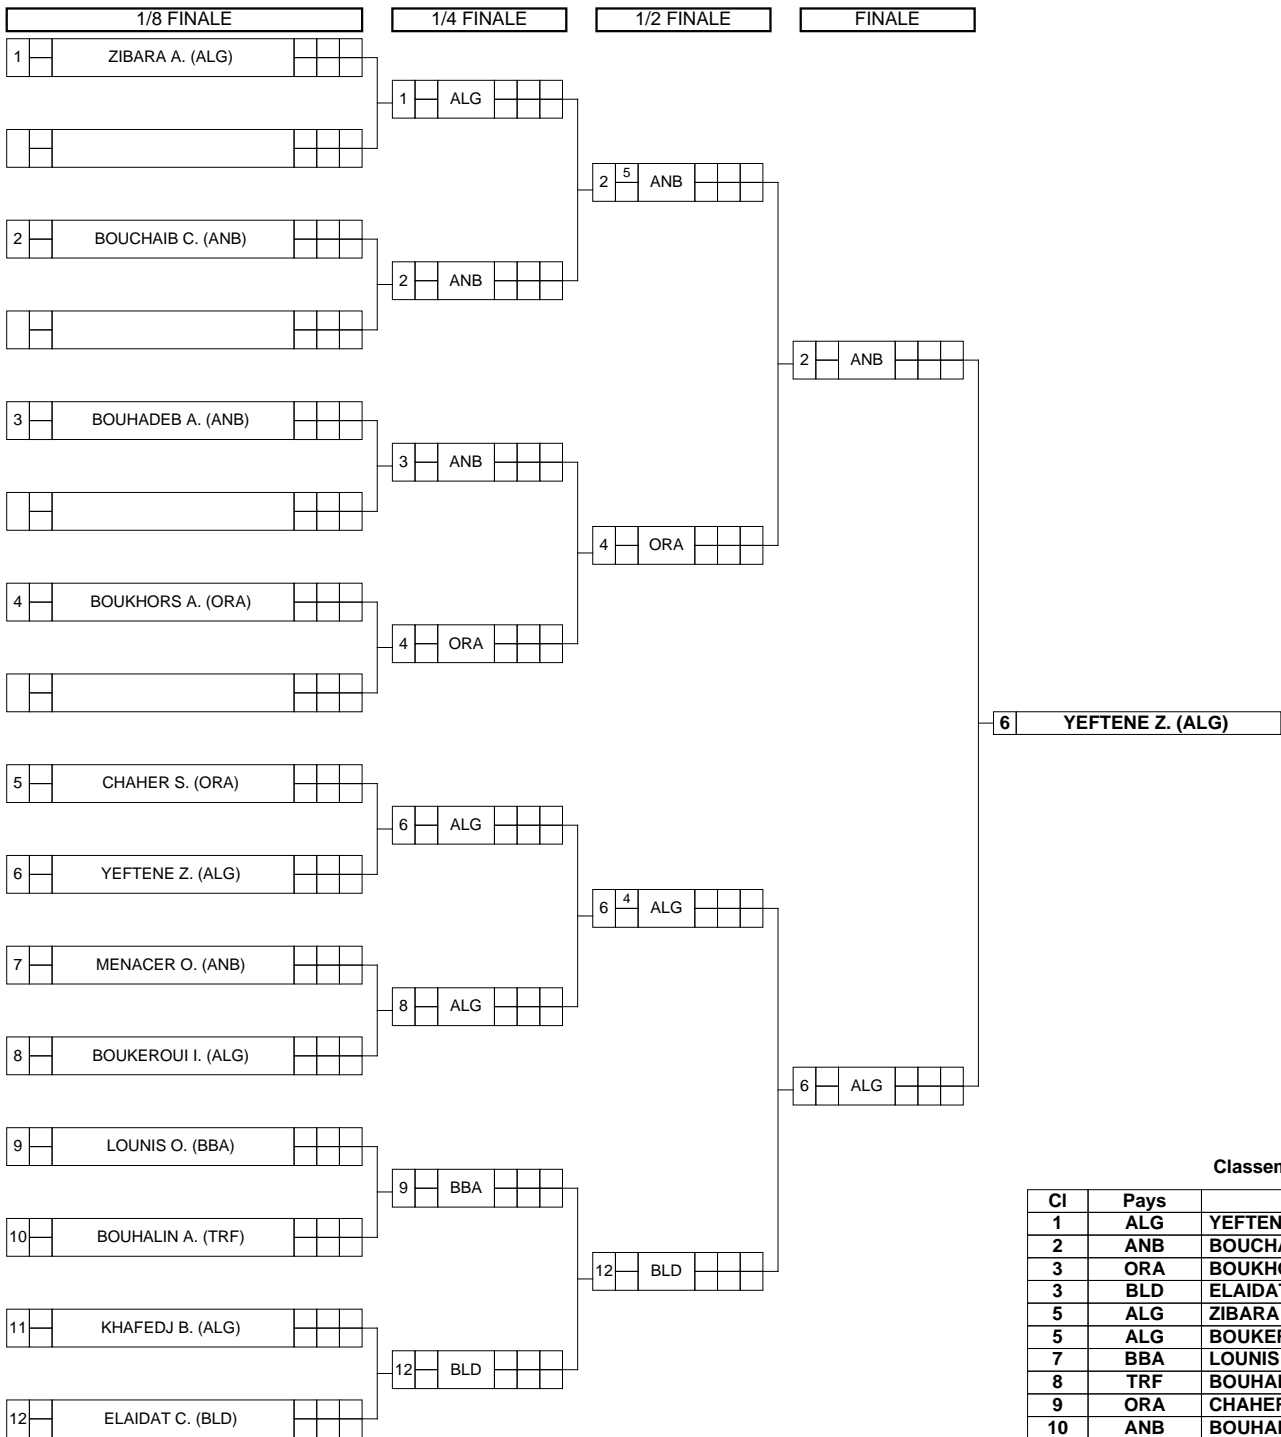 1/8 FINALE 1/4 FINALE 1/2 FINALE FINALE
1 ZIBARA A. (ALG)
1 ALG
2 5 ANB
2 BOUCHAIB C. (ANB)
2 ANB
2 ANB
3 BOUHADEB A. (ANB)
3 ANB
4 ORA
4 BOUKHORS A. (ORA)
4 ORA
6 YEFTENE Z. (ALG)
5 CHAHER S. (ORA)
6 ALG
6 YEFTENE Z. (ALG)
6 4 ALG
7 MENACER O. (ANB)
8 ALG
8 BOUKEROUI I. (ALG)
6 ALG
9 LOUNIS O. (BBA)
9 BBA
10 BOUHALIN A. (TRF)
12 BLD
11 KHAFEDJ B. (ALG)
12 BLD
12 ELAIDAT C. (BLD)
Cl Pays
1 ALG YEFTEN
2 ANB BOUCHA
3 ORA BOUKHO
3 BLD ELAIDAT
5 ALG ZIBARA
5 ALG BOUKER
7 BBA LOUNIS
8 TRF BOUHAL
9 ORA CHAHER
10 ANB BOUHAD